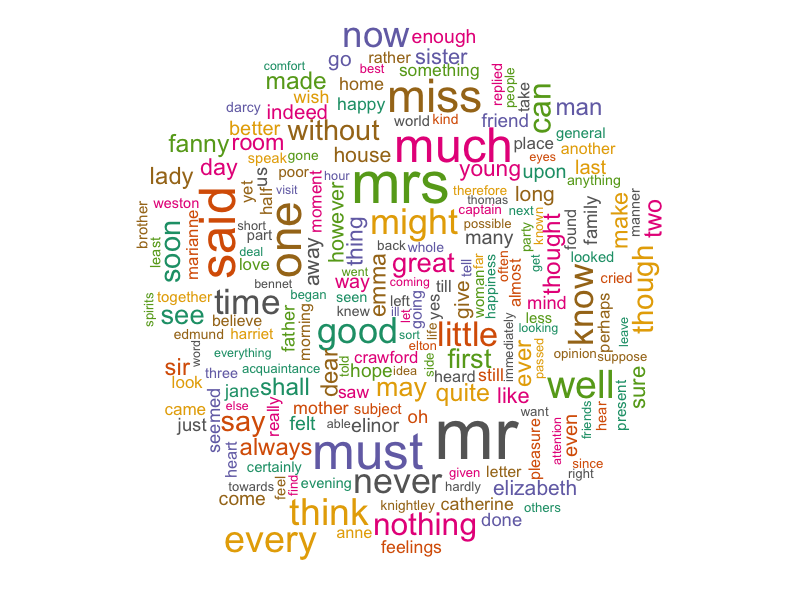 now enough
go rather sister
comfort best something
made home miss replied people take can
wish happy
darcy indeed world kind friend man
better without much place general
fanny room house another
day young upon last
lady speak gone poor mrs eyes anything
yet half us hour therefore long
visit moment thomas
brother weston said one however might captain next found family manner make two
least soon marianne short part thing many possible party known thought looked
deal love away back whole great often almost cried though
spirits bennet went way coming woman far happiness get know
together time began seen emma give tell mind perhaps
see believe father morning knew left going yes till less leave
edmund harriet good let ill life little immediately looking
word everything told sort elton first passed opinion suppose
sir three acquaintance dear hope idea crawford side heard still ever well sure
look jane shall saw may quite like
came seemed else really mother subject oh want friends hear present
just say felt able elinor mr pleasure attention even
heart always must since
certainly given letter right
towards feel find evening never hardly elizabeth
come think knightley catherine others
every anne nothing done
feelings